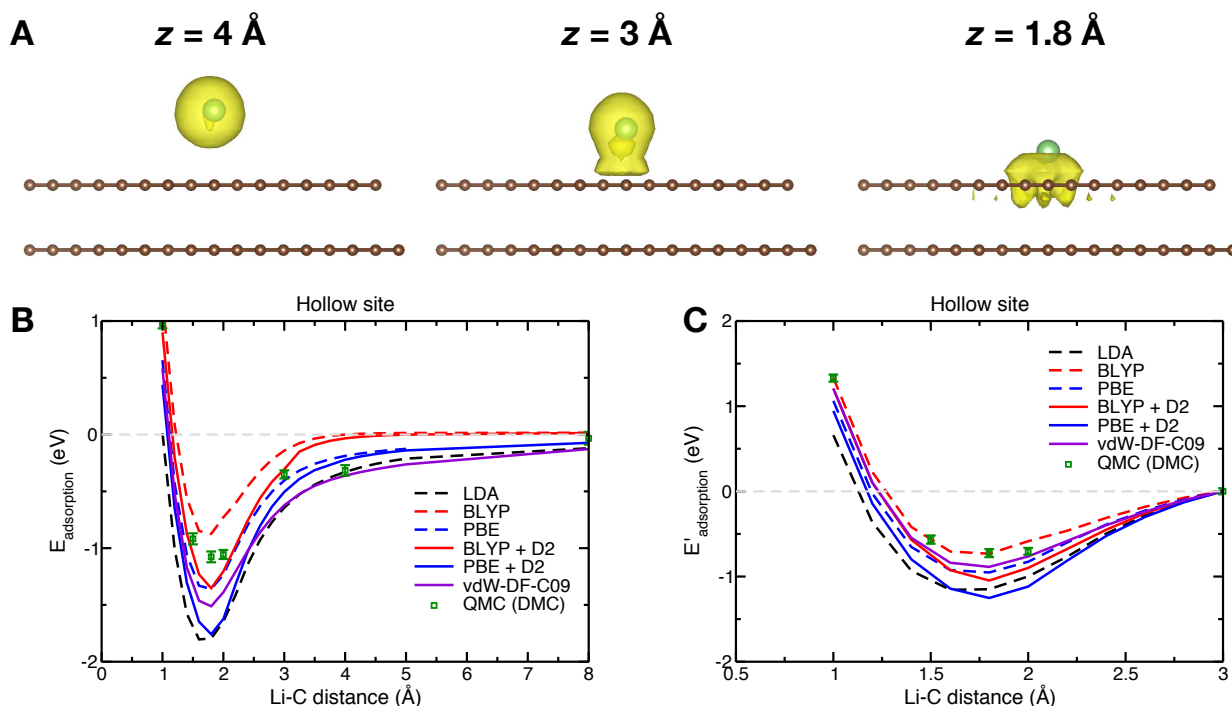 A
z = 4 Å
z = 3 Å
z = 1.8 Å
B
Hollow site
1
0
-1
-2
E_adsorption (eV)
0 1 2 3 4 5 6 7 8
Li-C distance (Å)
LDA
BLYP
PBE
BLYP + D2
PBE + D2
vdW-DF-C09
QMC (DMC)
C
Hollow site
2
1
0
-1
-2
E'_adsorption (eV)
0.5 1 1.5 2 2.5 3
Li-C distance (Å)
LDA
BLYP
PBE
BLYP + D2
PBE + D2
vdW-DF-C09
QMC (DMC)